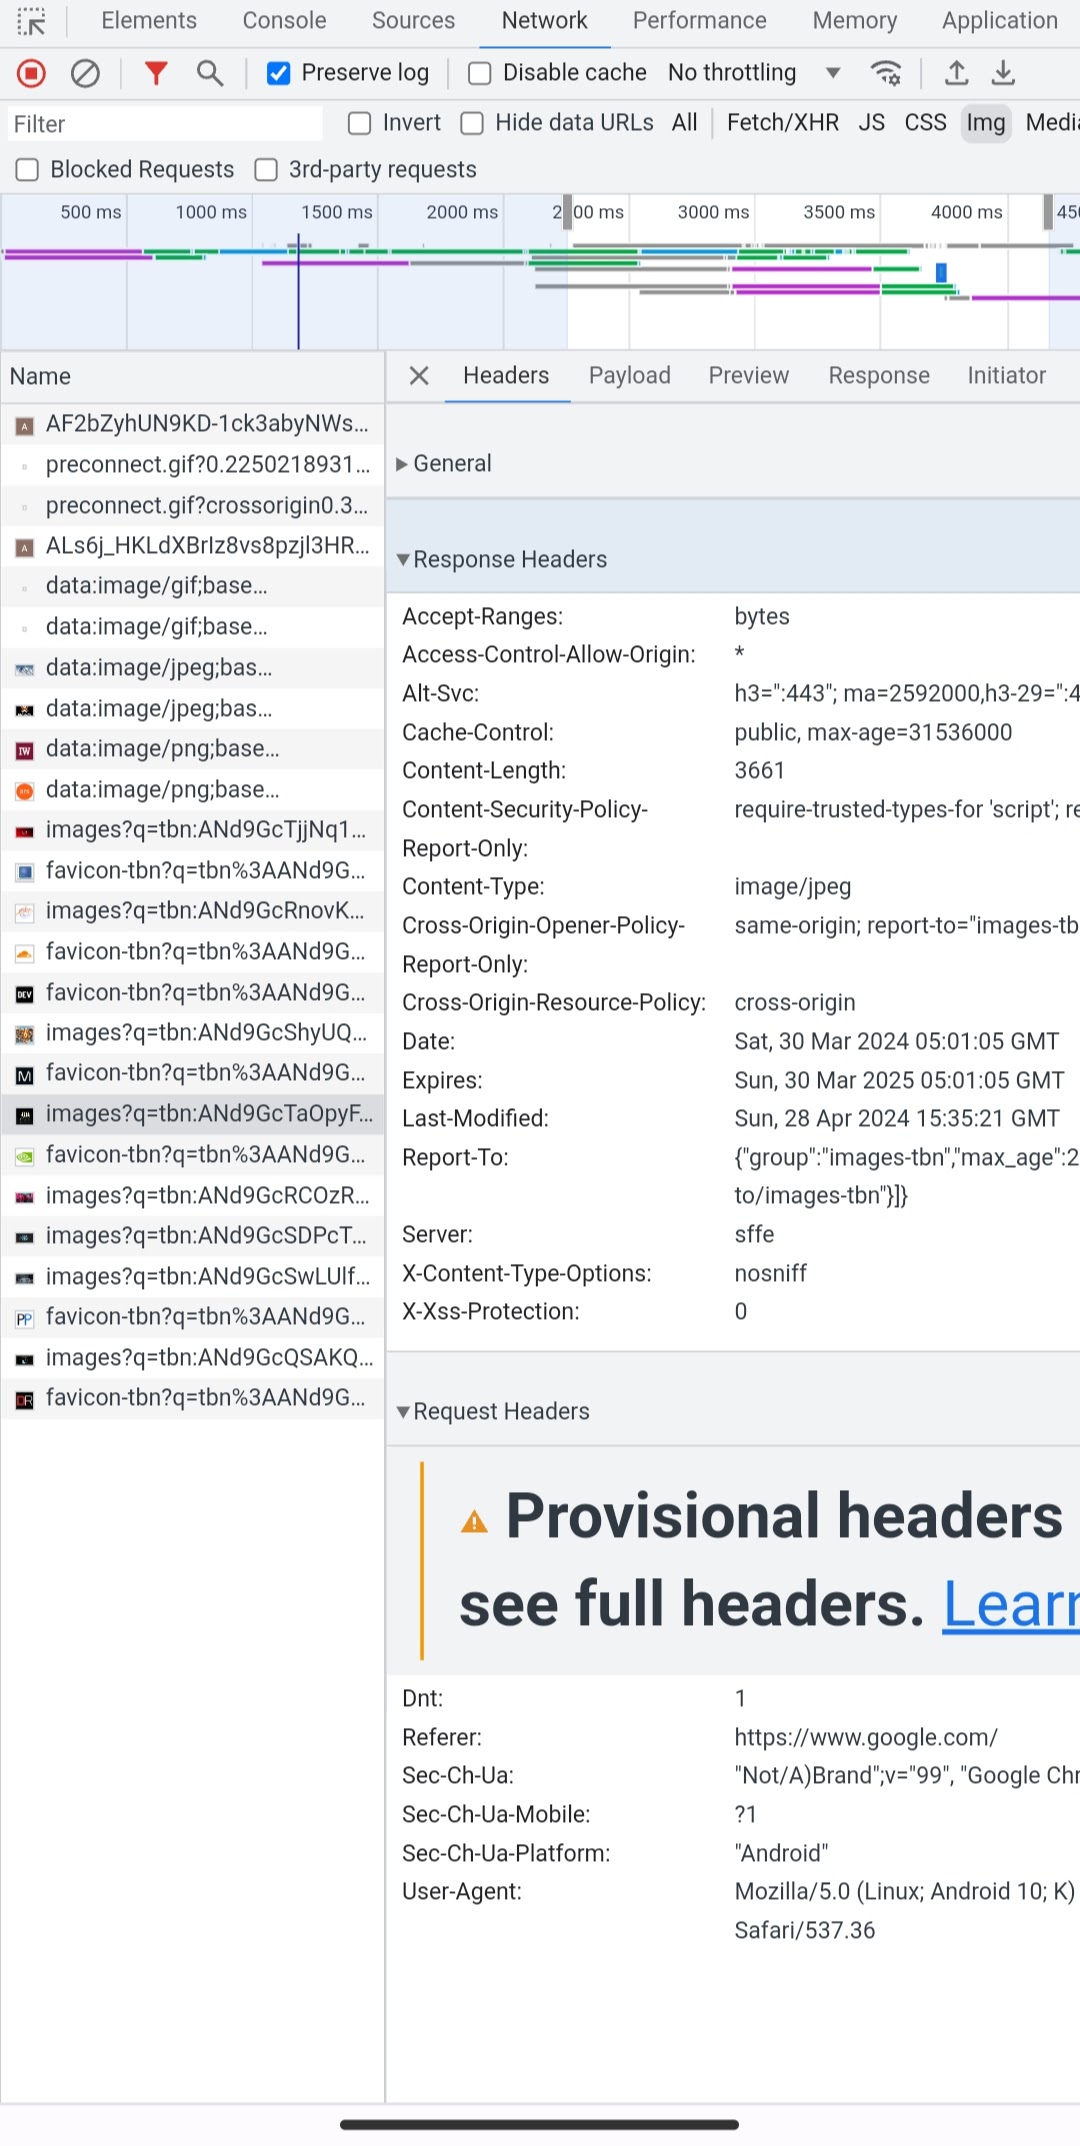 Elements Console Sources Network Performance Memory Application
Preserve log Disable cache No throttling
Filter Invert Hide data URLs All Fetch/XHR JS CSS Img Media
Blocked Requests 3rd-party requests
500 ms 1000 ms 1500 ms 2000 ms 2 00 ms 3000 ms 3500 ms 4000 ms 450
Name
AF2bZyhUN9KD-1ck3abyNWs...
preconnect.gif?0.2250218931...
preconnect.gif?crossorigin0.3...
ALs6j_HKLdXBrIz8vs8pzjl3HR...
data:image/gif;base...
data:image/gif;base...
data:image/jpeg;bas...
data:image/jpeg;bas...
data:image/png;base...
data:image/png;base...
images?q=tbn:ANd9GcTjjNq1...
favicon-tbn?q=tbn%3AANd9G...
images?q=tbn:ANd9GcRnovK...
favicon-tbn?q=tbn%3AANd9G...
favicon-tbn?q=tbn%3AANd9G...
images?q=tbn:ANd9GcShyUQ...
favicon-tbn?q=tbn%3AANd9G...
images?q=tbn:ANd9GcTaOpyF...
favicon-tbn?q=tbn%3AANd9G...
images?q=tbn:ANd9GcRCOzR...
images?q=tbn:ANd9GcSDPcT...
images?q=tbn:ANd9GcSwLUlf...
favicon-tbn?q=tbn%3AANd9G...
images?q=tbn:ANd9GcQSAKQ...
favicon-tbn?q=tbn%3AANd9G...
Headers Payload Preview Response Initiator
General
Response Headers
Accept-Ranges: bytes
Access-Control-Allow-Origin: *
Alt-Svc: h3=":443"; ma=2592000,h3-29=":4
Cache-Control: public, max-age=31536000
Content-Length: 3661
Content-Security-Policy- require-trusted-types-for 'script'; re
Report-Only:
Content-Type: image/jpeg
Cross-Origin-Opener-Policy- same-origin; report-to="images-tb
Report-Only:
Cross-Origin-Resource-Policy: cross-origin
Date: Sat, 30 Mar 2024 05:01:05 GMT
Expires: Sun, 30 Mar 2025 05:01:05 GMT
Last-Modified: Sun, 28 Apr 2024 15:35:21 GMT
Report-To: {"group":"images-tbn","max_age":2
to/images-tbn"}]}
Server: sffe
X-Content-Type-Options: nosniff
X-Xss-Protection: 0
Request Headers
Provisional headers
see full headers. Learn
Dnt: 1
Referer: https://www.google.com/
Sec-Ch-Ua: "Not/A)Brand";v="99", "Google Chr
Sec-Ch-Ua-Mobile: ?1
Sec-Ch-Ua-Platform: "Android"
User-Agent: Mozilla/5.0 (Linux; Android 10; K)
Safari/537.36